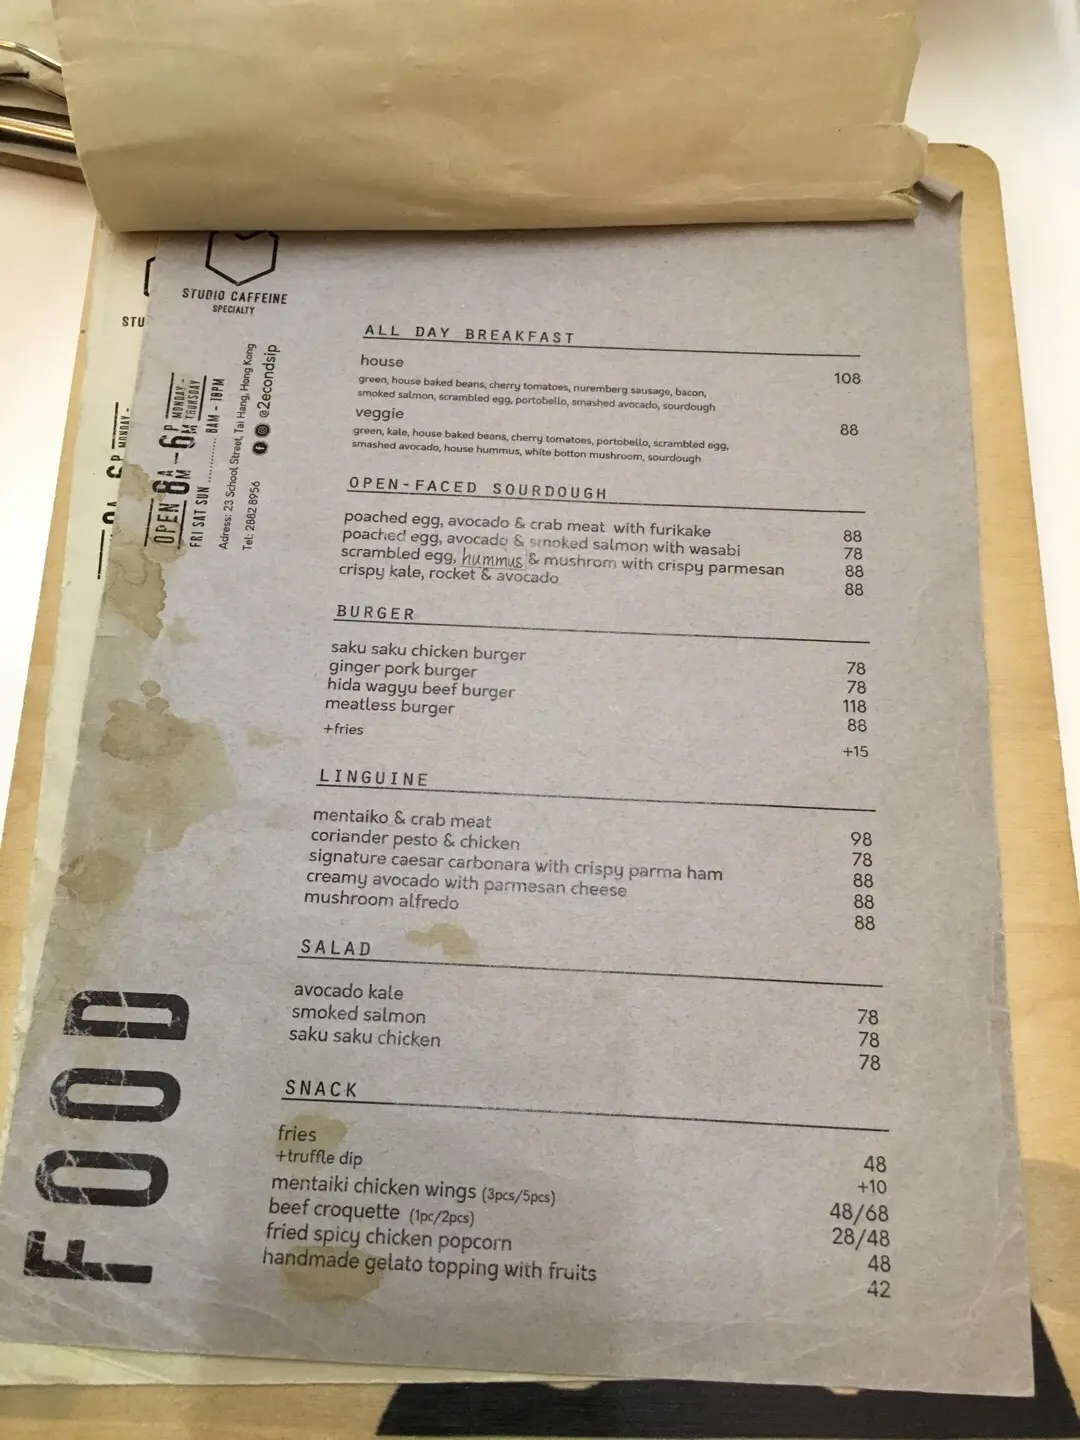 STUDIO CAFFEINE
SPECIALTY
STU
OPEN 8AM-6PM MONDAY - THURSDAY
FRI SAT SUN .......... 8AM - 10PM
Adress: 23 School Street, Tai Hang, Hong Kong
Tel: 2882 8956
@2econdsip
MONDAY -
FOOD
ALL DAY BREAKFAST
house 108
green, house baked beans, cherry tomatoes, nuremberg sausage, bacon,
smoked salmon, scrambled egg, portobello, smashed avocado, sourdough
veggie 88
green, kale, house baked beans, cherry tomatoes, portobello, scrambled egg,
smashed avocado, house hummus, white botton mushroom, sourdough
OPEN-FACED SOURDOUGH
poached egg, avocado & crab meat with furikake 88
poached egg, avocado & smoked salmon with wasabi 78
scrambled egg, hummus & mushrom with crispy parmesan 88
crispy kale, rocket & avocado 88
BURGER
saku saku chicken burger 78
ginger pork burger 78
hida wagyu beef burger 118
meatless burger 88
+fries +15
LINGUINE
mentaiko & crab meat 98
coriander pesto & chicken 78
signature caesar carbonara with crispy parma ham 88
creamy avocado with parmesan cheese 88
mushroom alfredo 88
SALAD
avocado kale 78
smoked salmon 78
saku saku chicken 78
SNACK
fries 48
+truffle dip +10
mentaiki chicken wings (3pcs/5pcs) 48/68
beef croquette (1pc/2pcs) 28/48
fried spicy chicken popcorn 48
handmade gelato topping with fruits 42